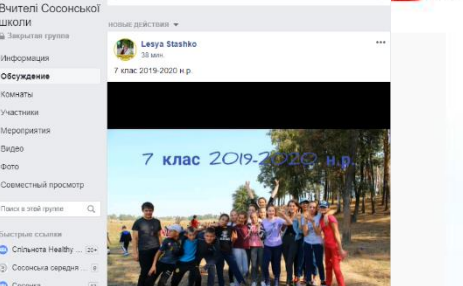 Вчителі Сосонської
школи
Закрытая группа
Информация
Обсуждение
Комнаты
Участники
Мероприятия
Видео
Фото
Совместный просмотр
Поиск в этой группе
Быстрые ссылки
Спільнота Healthy ... 20+
Сосонська середня...
НОВЫЕ ДЕЙСТВИЯ
Lesya Stashko
38 мин.
7 клас 2019-2020 н.р.
7 клас 2019-2020 н.р.